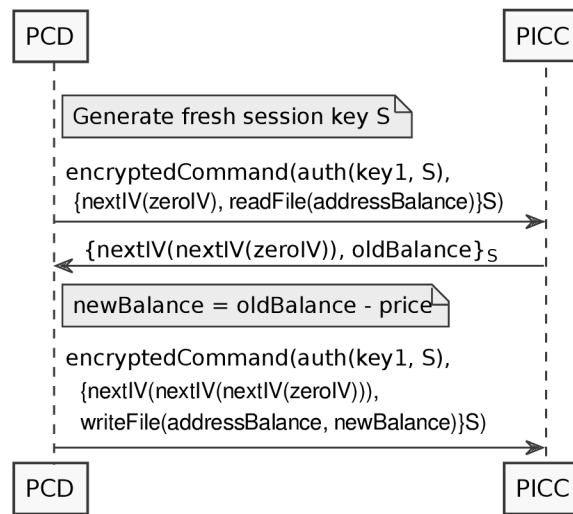 PCD PICC
Generate fresh session key S
encryptedCommand(auth(key1, S),
{nextIV(zeroIV), readFile(addressBalance)}S)
{nextIV(nextIV(zeroIV)), oldBalance}S
newBalance = oldBalance - price
encryptedCommand(auth(key1, S),
{nextIV(nextIV(nextIV(zeroIV))),
writeFile(addressBalance, newBalance)}S)
PCD PICC